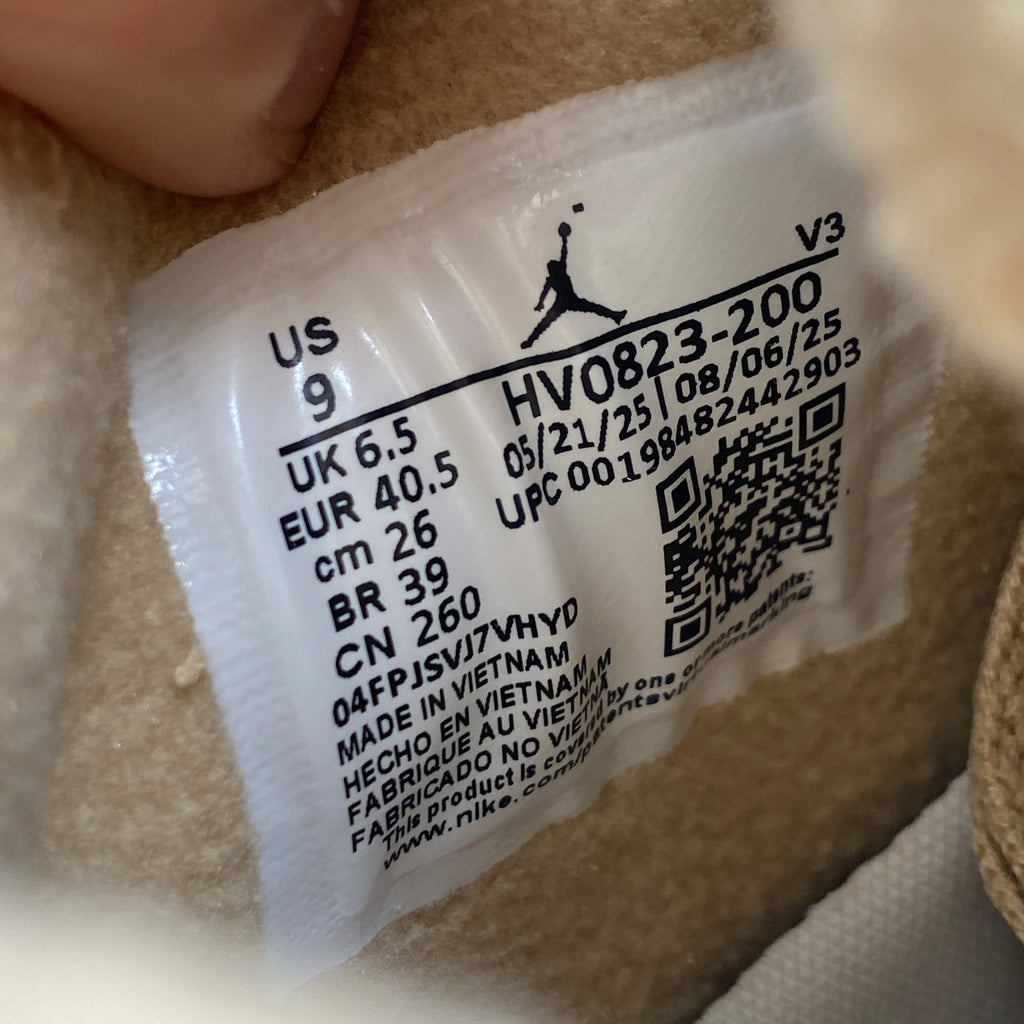 US
9
V3
UK 6.5
EUR 40.5
cm 26
BR 39
CN 260
HV0823-200
05/21/25 | 08/06/25
UPC 00198482442903
04FPJSVJ7VHYD
MADE IN VIETNAM
HECHO EN VIETNAM
FABRIQUE AU VIETNAM
FABRICADO NO VIETNÃ
This product is covered by one or more patents:
www.nike.com/patentsvirtualmarking